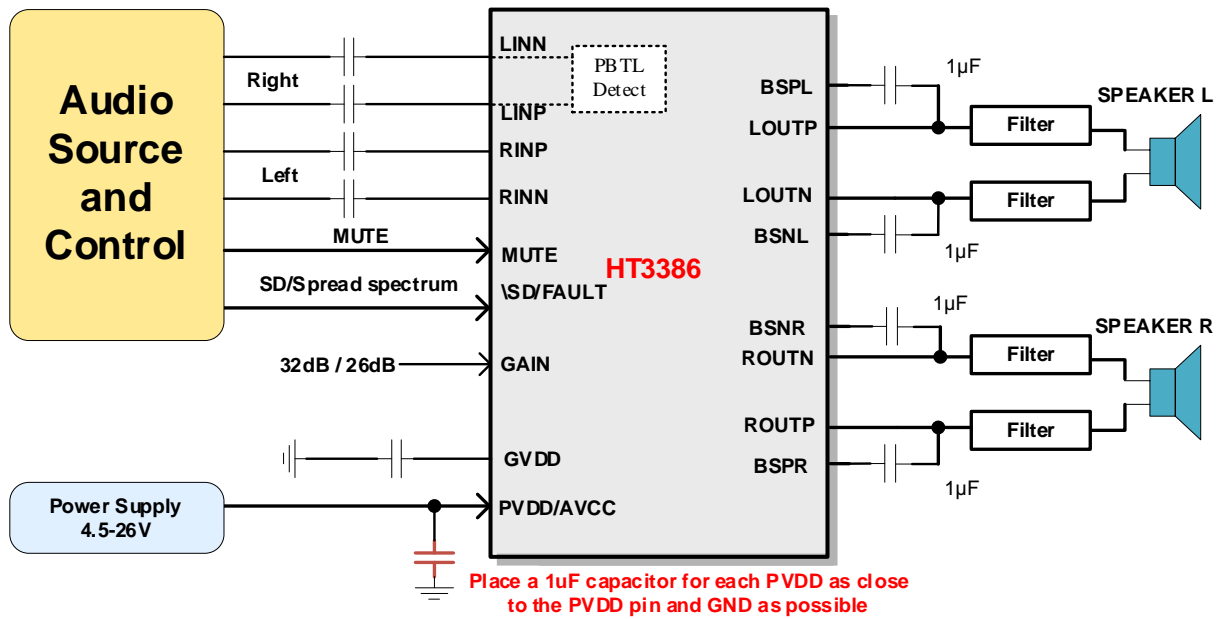 Audio
Source
and
Control
Right
Left
MUTE
SD/Spread spectrum
32dB / 26dB
Power Supply
4.5-26V
LINN
LINP
RINP
RINN
MUTE
\SD/FAULT
GAIN
GVDD
PVDD/AVCC
PBTL
Detect
HT3386
BSPL
LOUTP
LOUTN
BSNL
BSNR
ROUTN
ROUTP
BSPR
1µF
1µF
1µF
1µF
Filter
Filter
Filter
Filter
SPEAKER L
SPEAKER R
Place a 1uF capacitor for each PVDD as close
to the PVDD pin and GND as possible